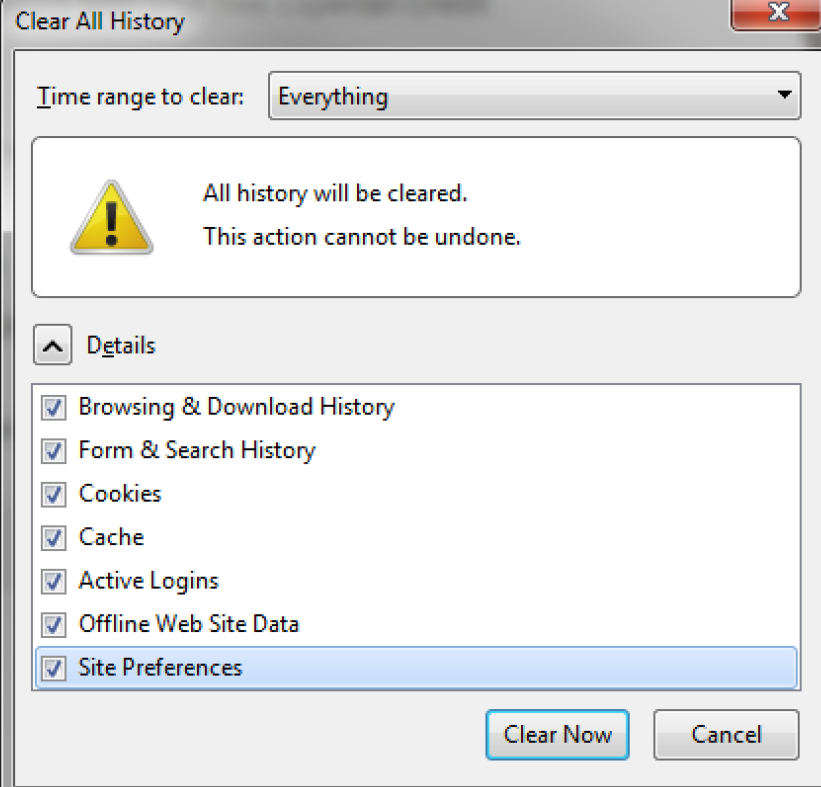 Clear All History
Time range to clear: Everything
All history will be cleared.
This action cannot be undone.
Details
Browsing & Download History
Form & Search History
Cookies
Cache
Active Logins
Offline Web Site Data
Site Preferences
Clear Now Cancel